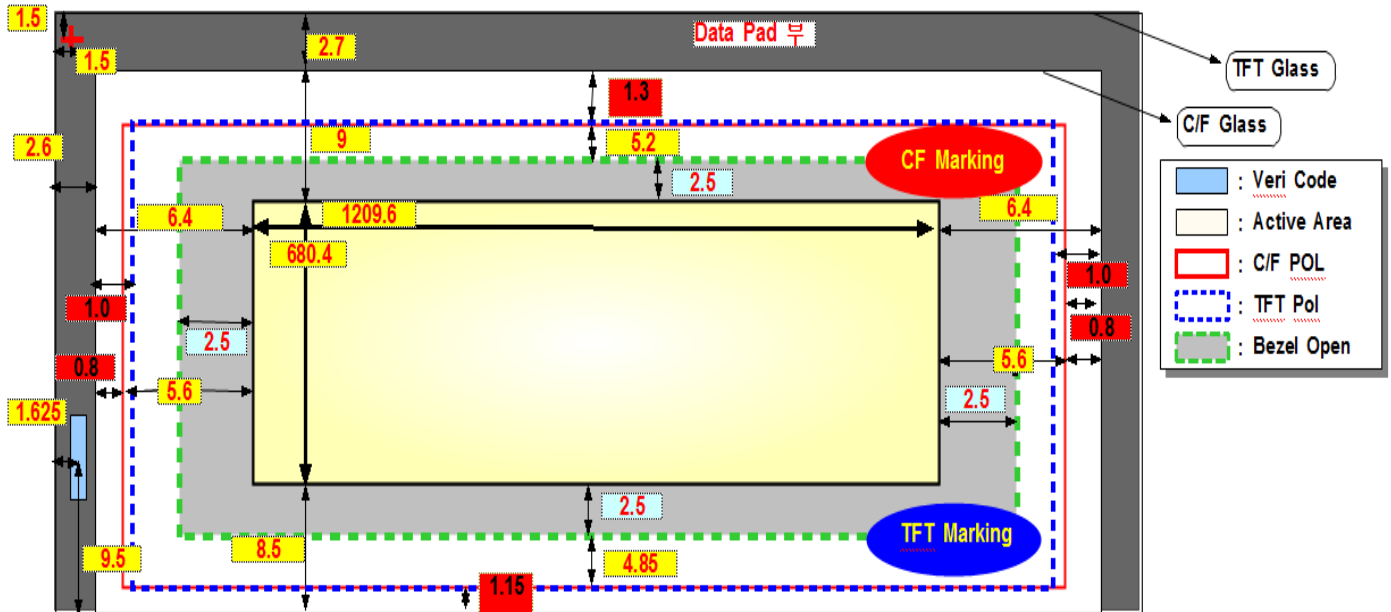 1.5
Data Pad 부
2.7
1.5
TFT Glass
1.3
C/F Glass
2.6
9
5.2
CF Marking
2.5
: Veri Code
6.4
1209.6
6.4
: Active Area
680.4
: C/F POL
1.0
1.0
: TFT Pol
2.5
0.8
: Bezel Open
0.8
5.6
5.6
2.5
1.625
2.5
TFT Marking
8.5
9.5
4.85
1.15